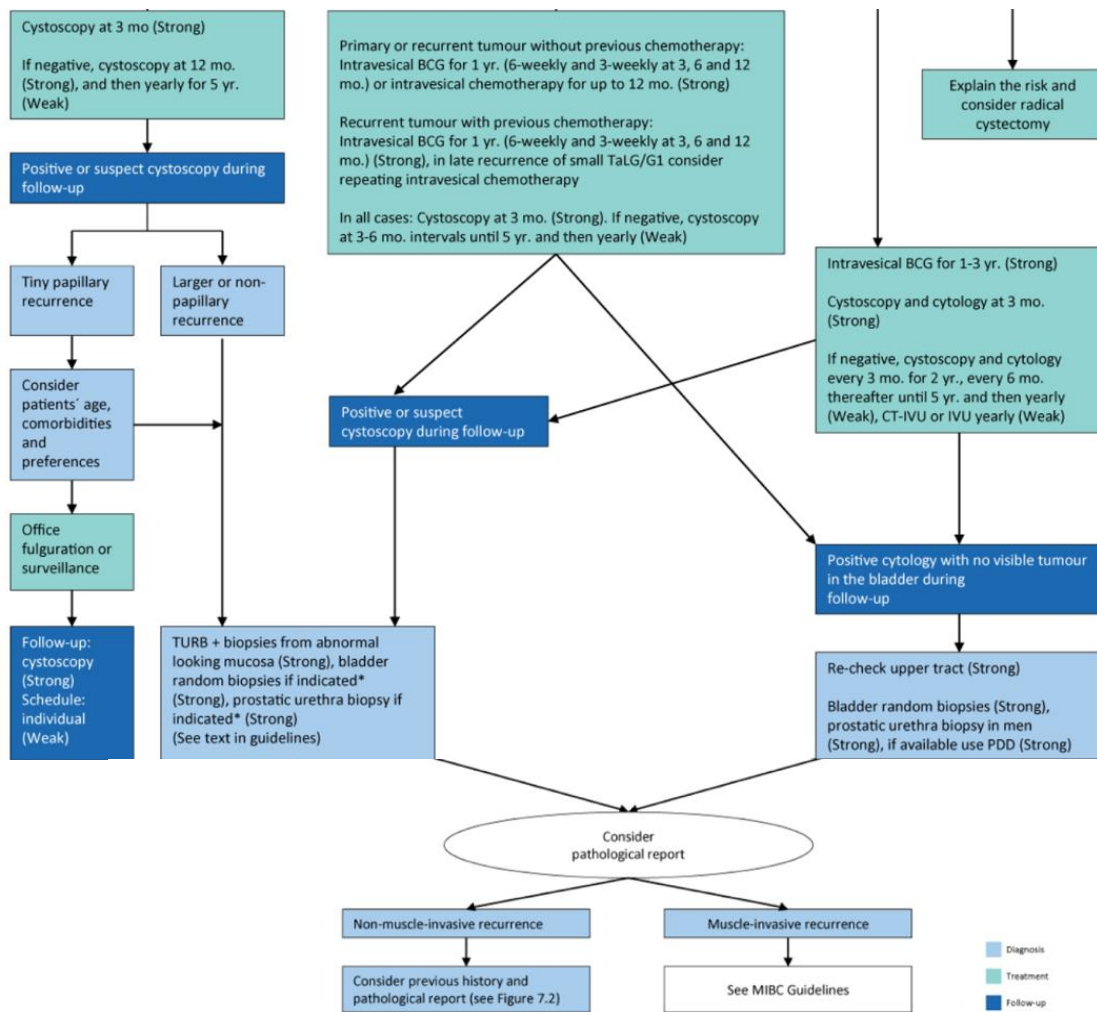 Cystoscopy at 3 mo (Strong)
If negative, cystoscopy at 12 mo.
(Strong), and then yearly for 5 yr.
(Weak)
Positive or suspect cystoscopy during
follow-up
Tiny papillary
recurrence
Larger or non-
papillary
recurrence
Consider
patients´ age,
comorbidities
and
preferences
Office
fulguration or
surveillance
Follow-up:
cystoscopy
(Strong)
Schedule:
individual
(Weak)
Primary or recurrent tumour without previous chemotherapy:
Intravesical BCG for 1 yr. (6-weekly and 3-weekly at 3, 6 and 12
mo.) or intravesical chemotherapy for up to 12 mo. (Strong)
Recurrent tumour with previous chemotherapy:
Intravesical BCG for 1 yr. (6-weekly and 3-weekly at 3, 6 and 12
mo.) (Strong), in late recurrence of small TaLG/G1 consider
repeating intravesical chemotherapy
In all cases: Cystoscopy at 3 mo. (Strong). If negative, cystoscopy
at 3-6 mo. intervals until 5 yr. and then yearly (Weak)
Explain the risk and
consider radical
cystectomy
Intravesical BCG for 1-3 yr. (Strong)
Cystoscopy and cytology at 3 mo.
(Strong)
If negative, cystoscopy and cytology
every 3 mo. for 2 yr., every 6 mo.
thereafter until 5 yr. and then yearly
(Weak), CT-IVU or IVU yearly (Weak)
Positive or suspect
cystoscopy during follow-up
Positive cytology with no visible tumour
in the bladder during
follow-up
TURB + biopsies from abnormal
looking mucosa (Strong), bladder
random biopsies if indicated*
(Strong), prostatic urethra biopsy if
indicated* (Strong)
(See text in guidelines)
Re-check upper tract (Strong)
Bladder random biopsies (Strong),
prostatic urethra biopsy in men
(Strong), if available use PDD (Strong)
Consider
pathological report
Non-muscle-invasive recurrence
Muscle-invasive recurrence
Consider previous history and
pathological report (see Figure 7.2)
See MIBC Guidelines
Diagnosis
Treatment
Follow-up